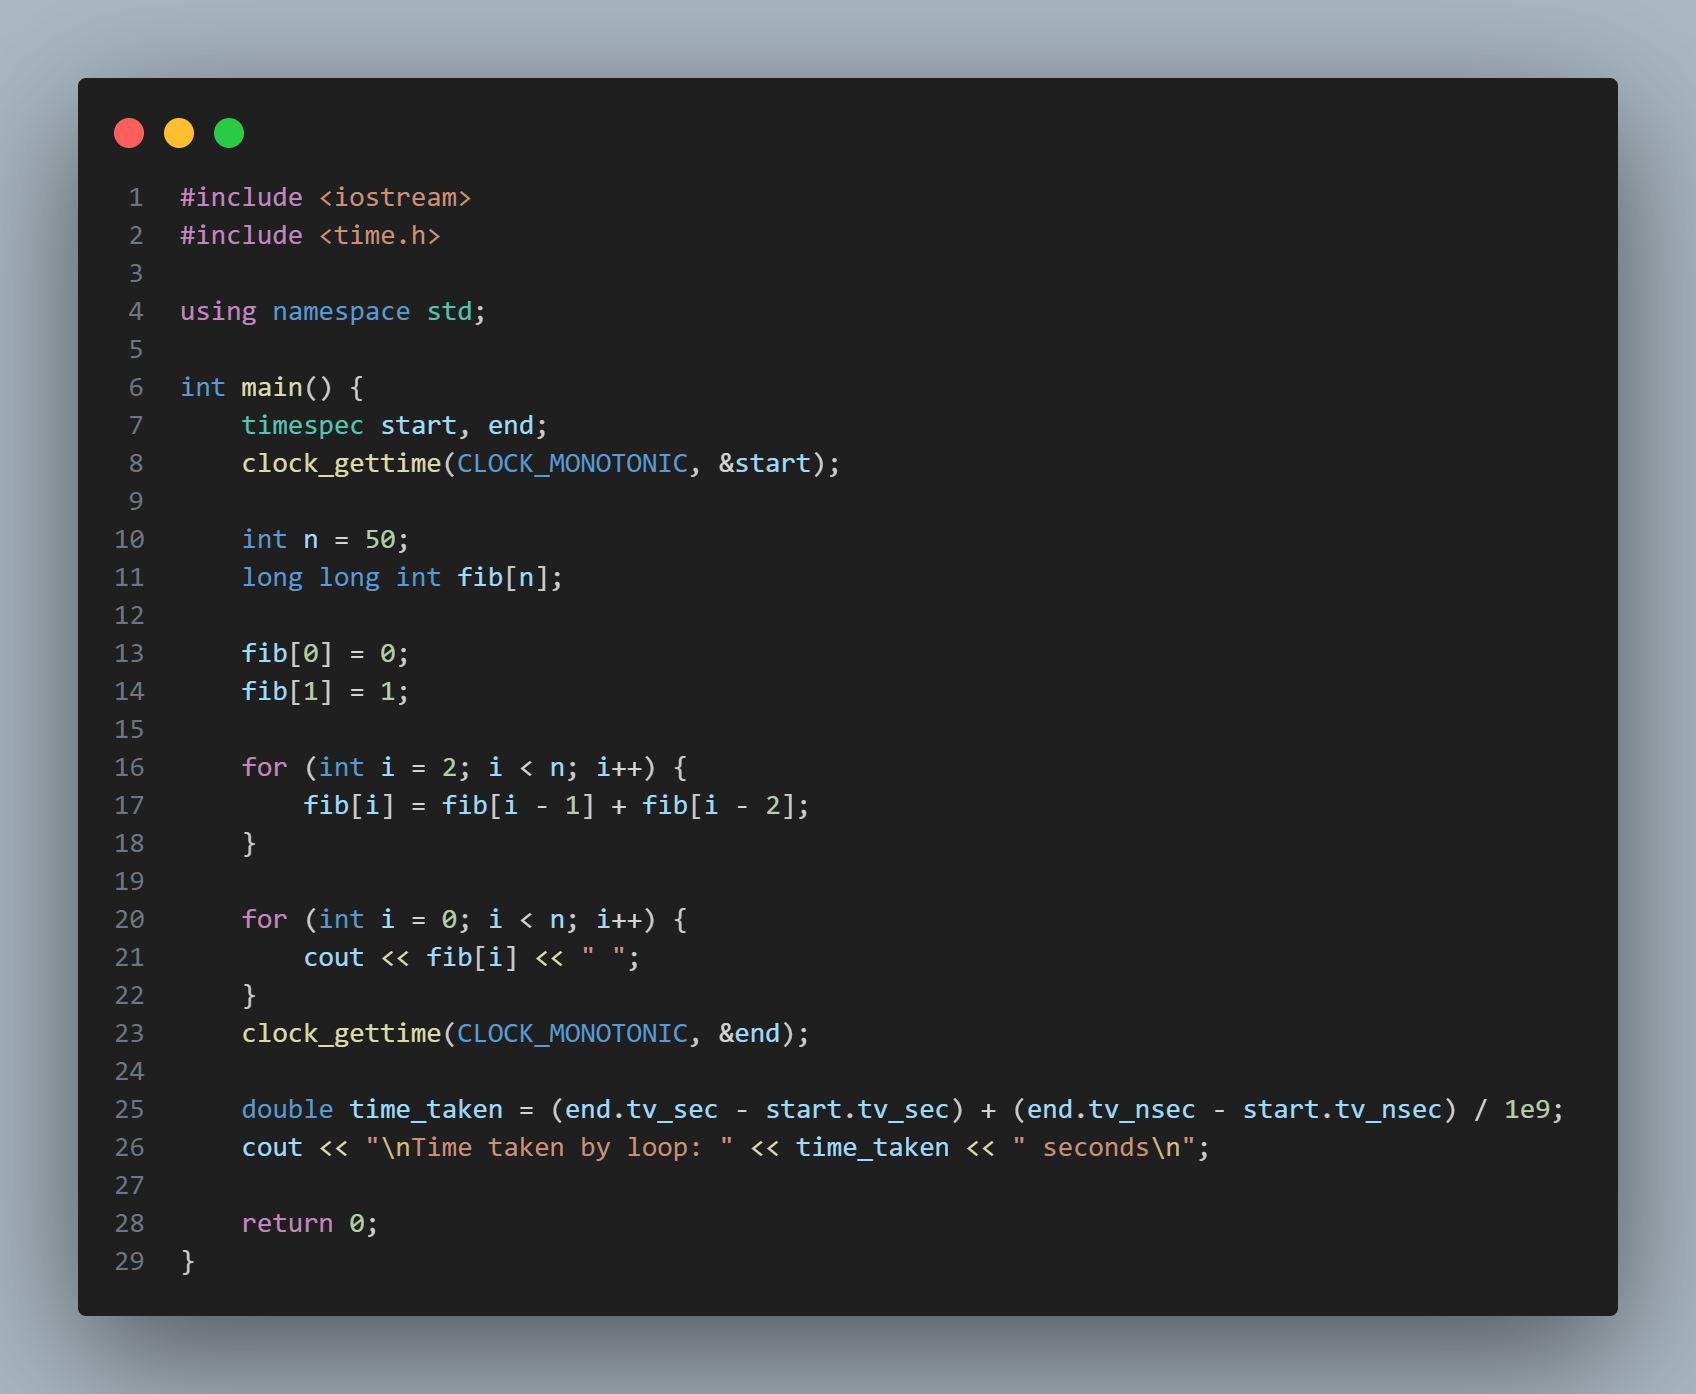 1 #include <iostream>
2 #include <time.h>
3
4 using namespace std;
5
6 int main() {
7     timespec start, end;
8     clock_gettime(CLOCK_MONOTONIC, &start);
9
10     int n = 50;
11     long long int fib[n];
12
13     fib[0] = 0;
14     fib[1] = 1;
15
16     for (int i = 2; i < n; i++) {
17         fib[i] = fib[i - 1] + fib[i - 2];
18     }
19
20     for (int i = 0; i < n; i++) {
21         cout << fib[i] << " ";
22     }
23     clock_gettime(CLOCK_MONOTONIC, &end);
24
25     double time_taken = (end.tv_sec - start.tv_sec) + (end.tv_nsec - start.tv_nsec) / 1e9;
26     cout << "\nTime taken by loop: " << time_taken << " seconds\n";
27
28     return 0;
29 }